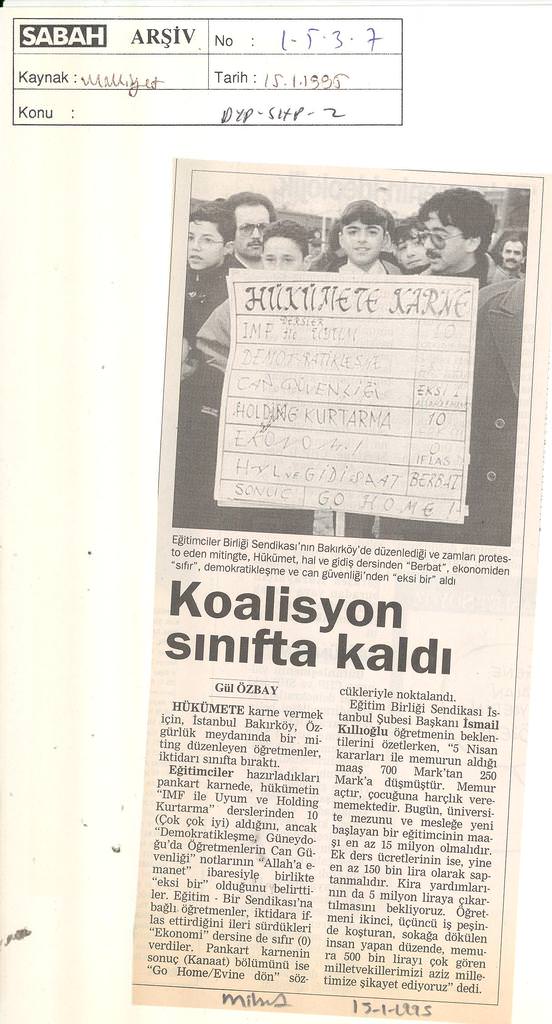 SABAH ARŞİV No : 1-5-3-7
Kaynak : Milliyet Tarih : 15.1.1995
Konu : DYP-SHP-2
HÜKÜMETE KARNE
DERSLER
IMF ile UYUM 10
DEMOKRATİKLEŞME
CAN GÜVENLİĞİ EKSİ 1
HOLDİNG KURTARMA 10
EKONOMİ 0
İFLAS
HAL VE GİDİŞAAT BERBAT
SONUÇ GO HOME!
Eğitimciler Birliği Sendikası'nın Bakırköy'de düzenlediği ve zamları protes-
to eden mitingte, Hükümet, hal ve gidiş dersinden "Berbat", ekonomiden
"sıfır", demokratikleşme ve can güvenliği'nden "eksi bir" aldı
Koalisyon
sınıfta kaldı
Gül ÖZBAY
HÜKÜMETE karne vermek
için, İstanbul Bakırköy, Öz-
gürlük meydanında bir mi-
ting düzenleyen öğretmenler,
iktidarı sınıfta bıraktı.
Eğitimciler hazırladıkları
pankart karnede, hükümetin
"IMF ile Uyum ve Holding
Kurtarma" derslerinden 10
(Çok çok iyi) aldığını, ancak
"Demokratikleşme, Güneydo-
ğu'da Öğretmenlerin Can Gü-
venliği" notlarının "Allah'a e-
manet" ibaresiyle birlikte
"eksi bir" olduğunu belirtti-
ler. Eğitim - Bir Sendikası'na
bağlı öğretmenler, iktidara if-
las ettirdiğini ileri sürdükleri
"Ekonomi" dersine de sıfır (0)
verdiler. Pankart karnenin
sonuç (Kanaat) bölümünü ise
"Go Home/Evine dön" söz-
cükleriyle noktalandı.
Eğitim Birliği Sendikası İs-
tanbul Şubesi Başkanı İsmail
Kıllıoğlu öğretmenin beklen-
tilerini özetlerken, "5 Nisan
kararları ile memurun aldığı
maaş 700 Mark'tan 250
Mark'a düşmüştür. Memur
açtır, çocuğuna harçlık vere-
memektedir. Bugün, üniversi-
te mezunu ve mesleğe yeni
başlayan bir eğitimcinin maa-
şı en az 15 milyon olmalıdır.
Ek ders ücretlerinin ise, yine
en az 150 bin lira olarak sap-
tanmalıdır. Kira yardımları-
nın da 5 milyon liraya çıkar-
tılmasını bekliyoruz. Öğret-
meni ikinci, üçüncü iş peşin-
de koşturan, sokağa dökülen
insan yapan düzende, memu-
ra 500 bin lirayı çok gören
milletvekillerimizi aziz mille-
timize şikayet ediyoruz" dedi.
15-1-1995